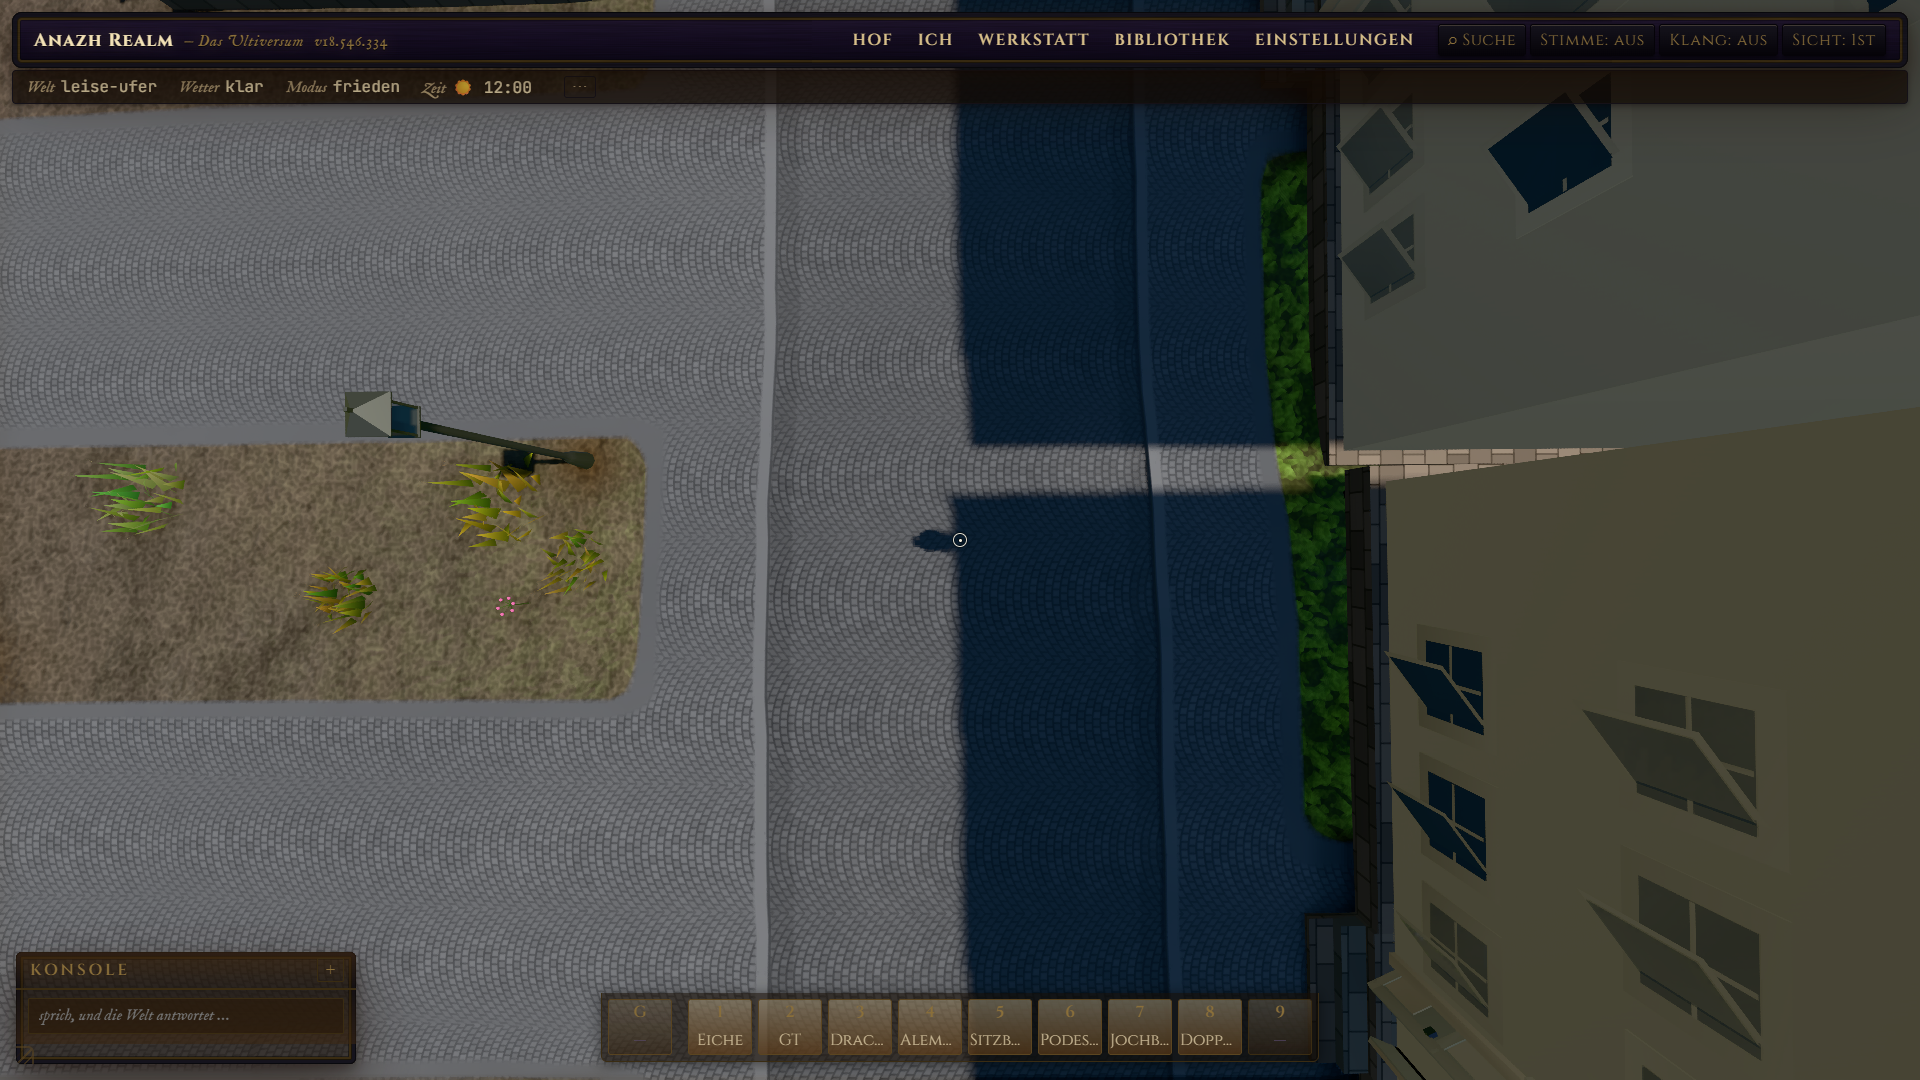 Anazh Realm — Das Ultiversum v18.546.334
HOF ICH WERKSTATT BIBLIOTHEK EINSTELLUNGEN
⌕ SUCHE STIMME: AUS KLANG: AUS SICHT: IST
Welt leise-ufer Wetter klar Modus frieden Zeit 12:00 ...
KONSOLE +
sprich, und die Welt antwortet ...
G 1 2 3 4 5 6 7 8 9
— EICHE GT DRAC... ALEM... SITZB... PODES... JOCHB... DOPP... —